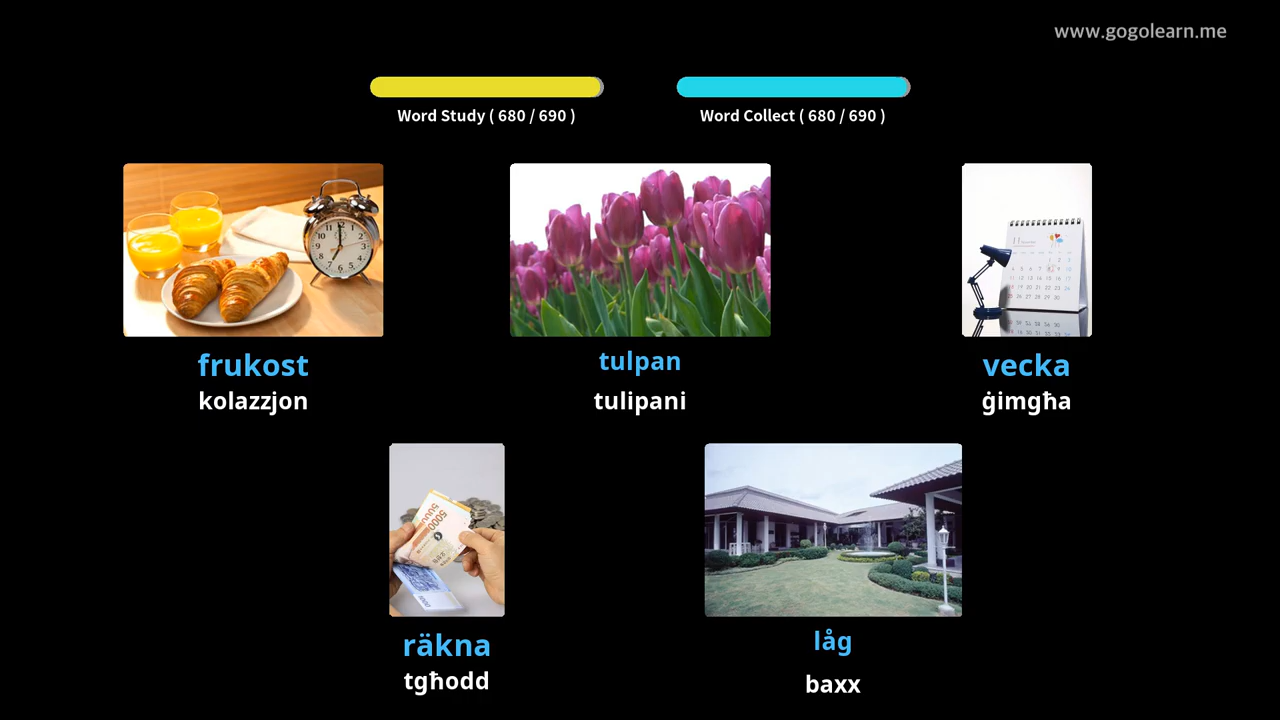 www.gogolearn.me
Word Study ( 680 / 690 )
Word Collect ( 680 / 690 )
frukost
kolazzjon
tulpan
tulipani
vecka
ġimgħa
räkna
tgħodd
låg
baxx